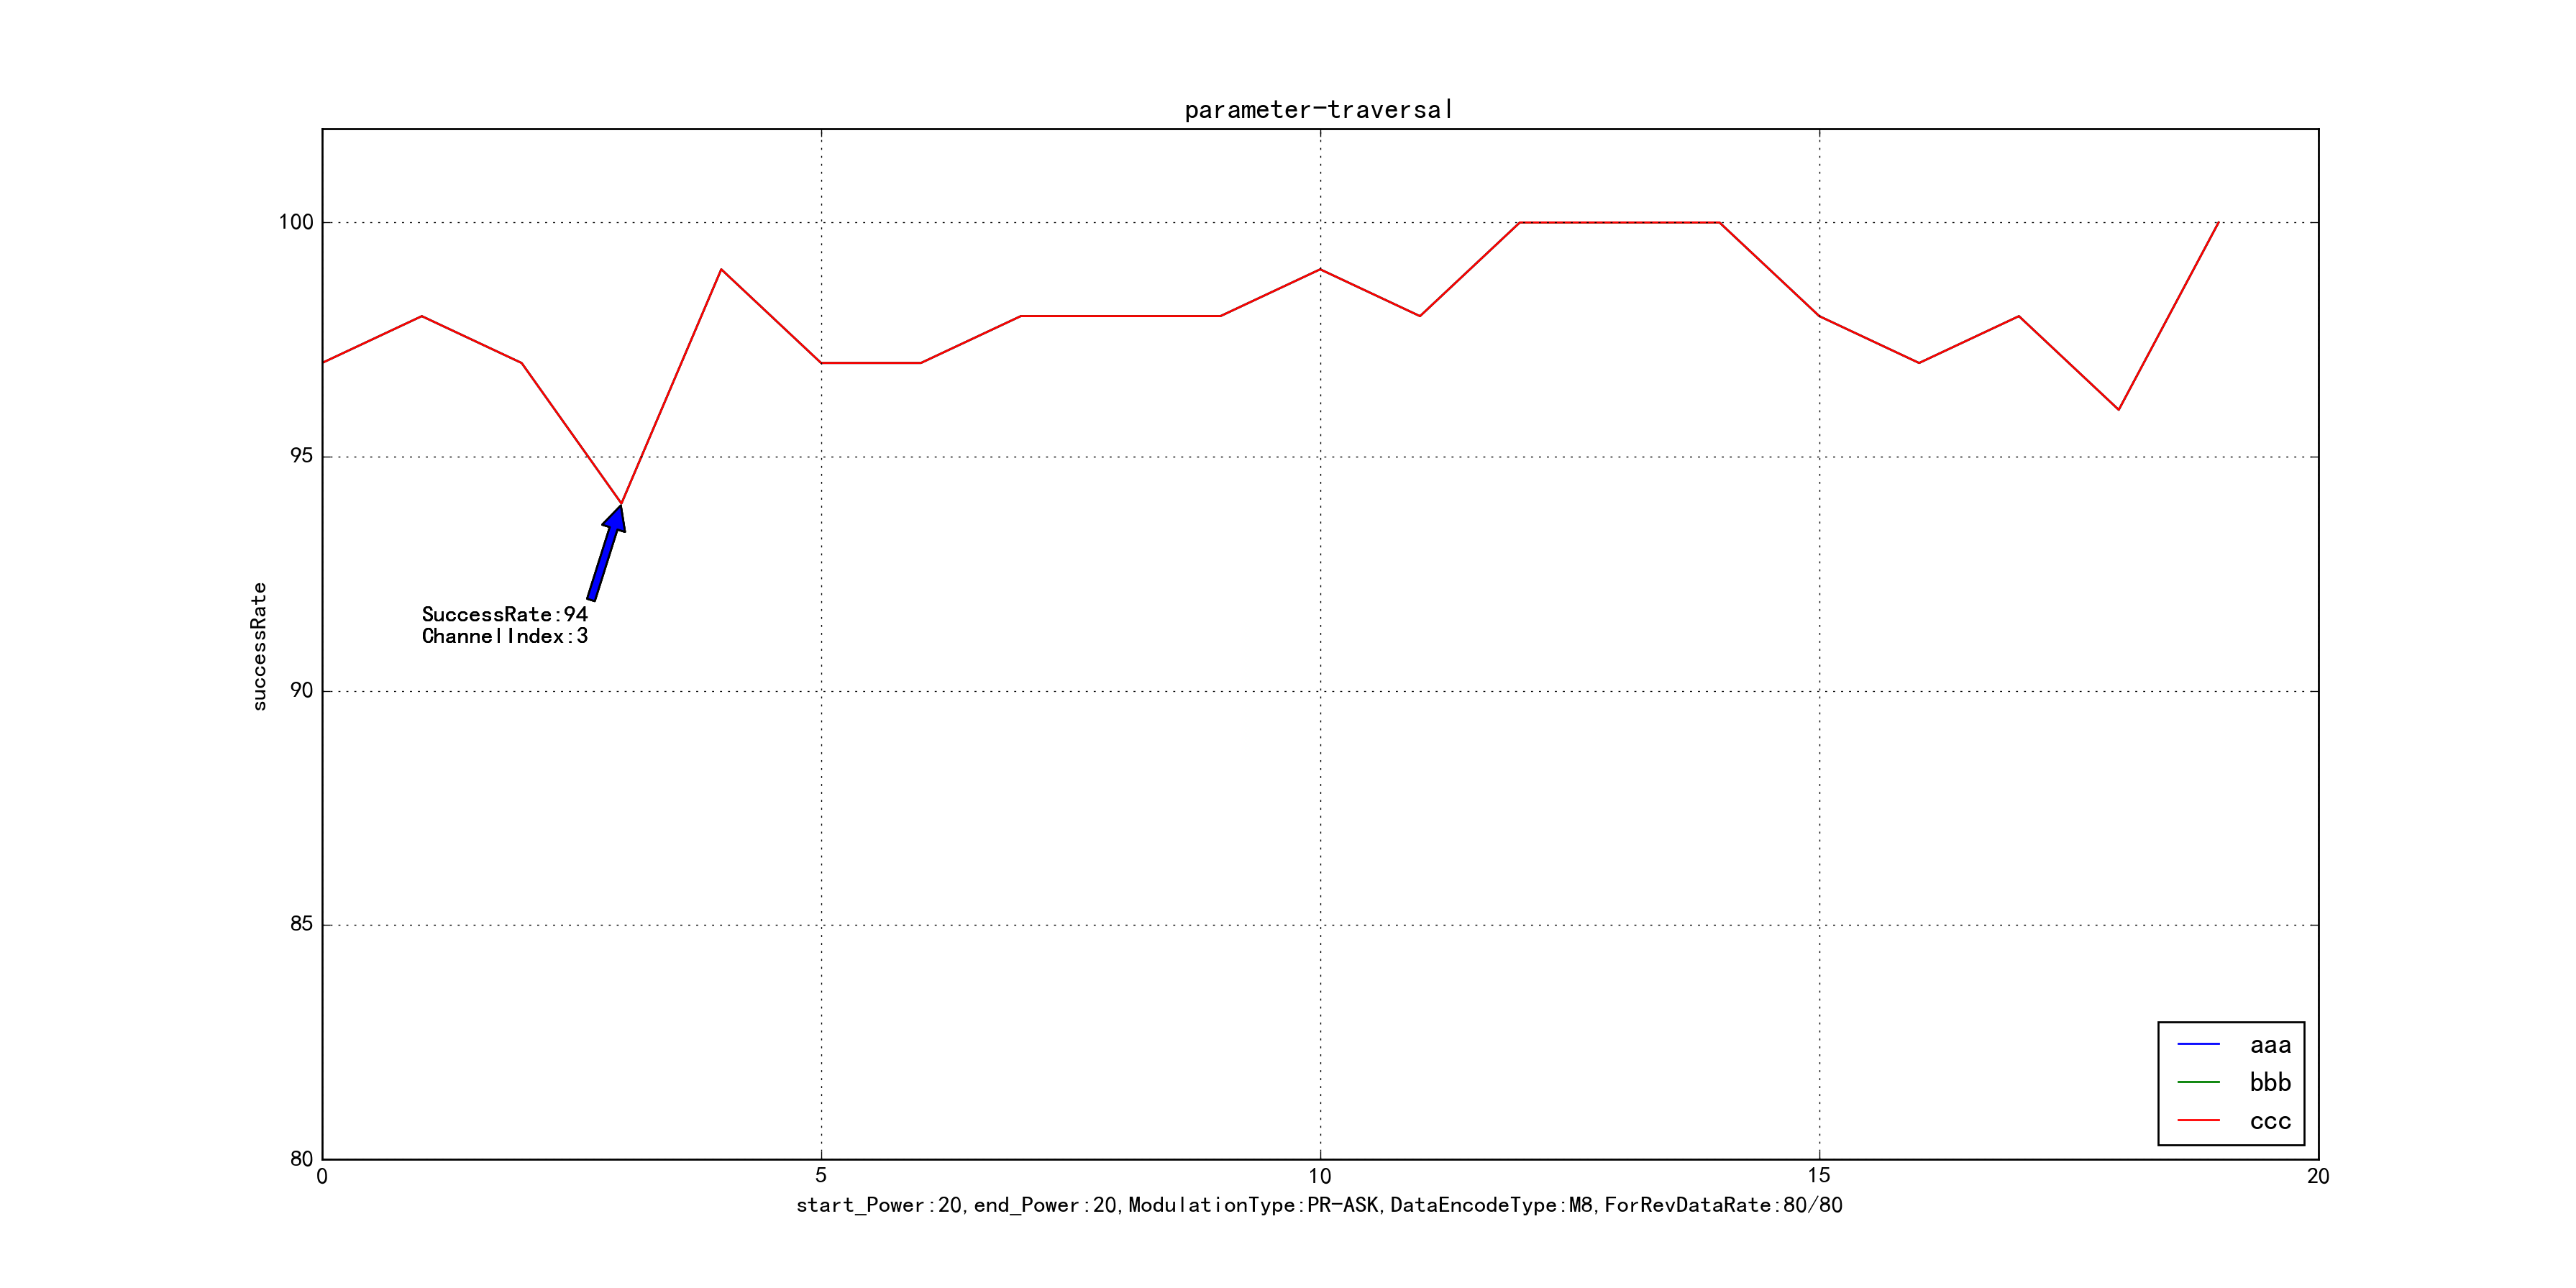 parameter-traversal
100
95
90
85
80
successRate
SuccessRate:94
ChannelIndex:3
aaa
bbb
ccc
0 5 10 15 20
start_Power:20,end_Power:20,ModulationType:PR-ASK,DataEncodeType:M8,ForRevDataRate:80/80